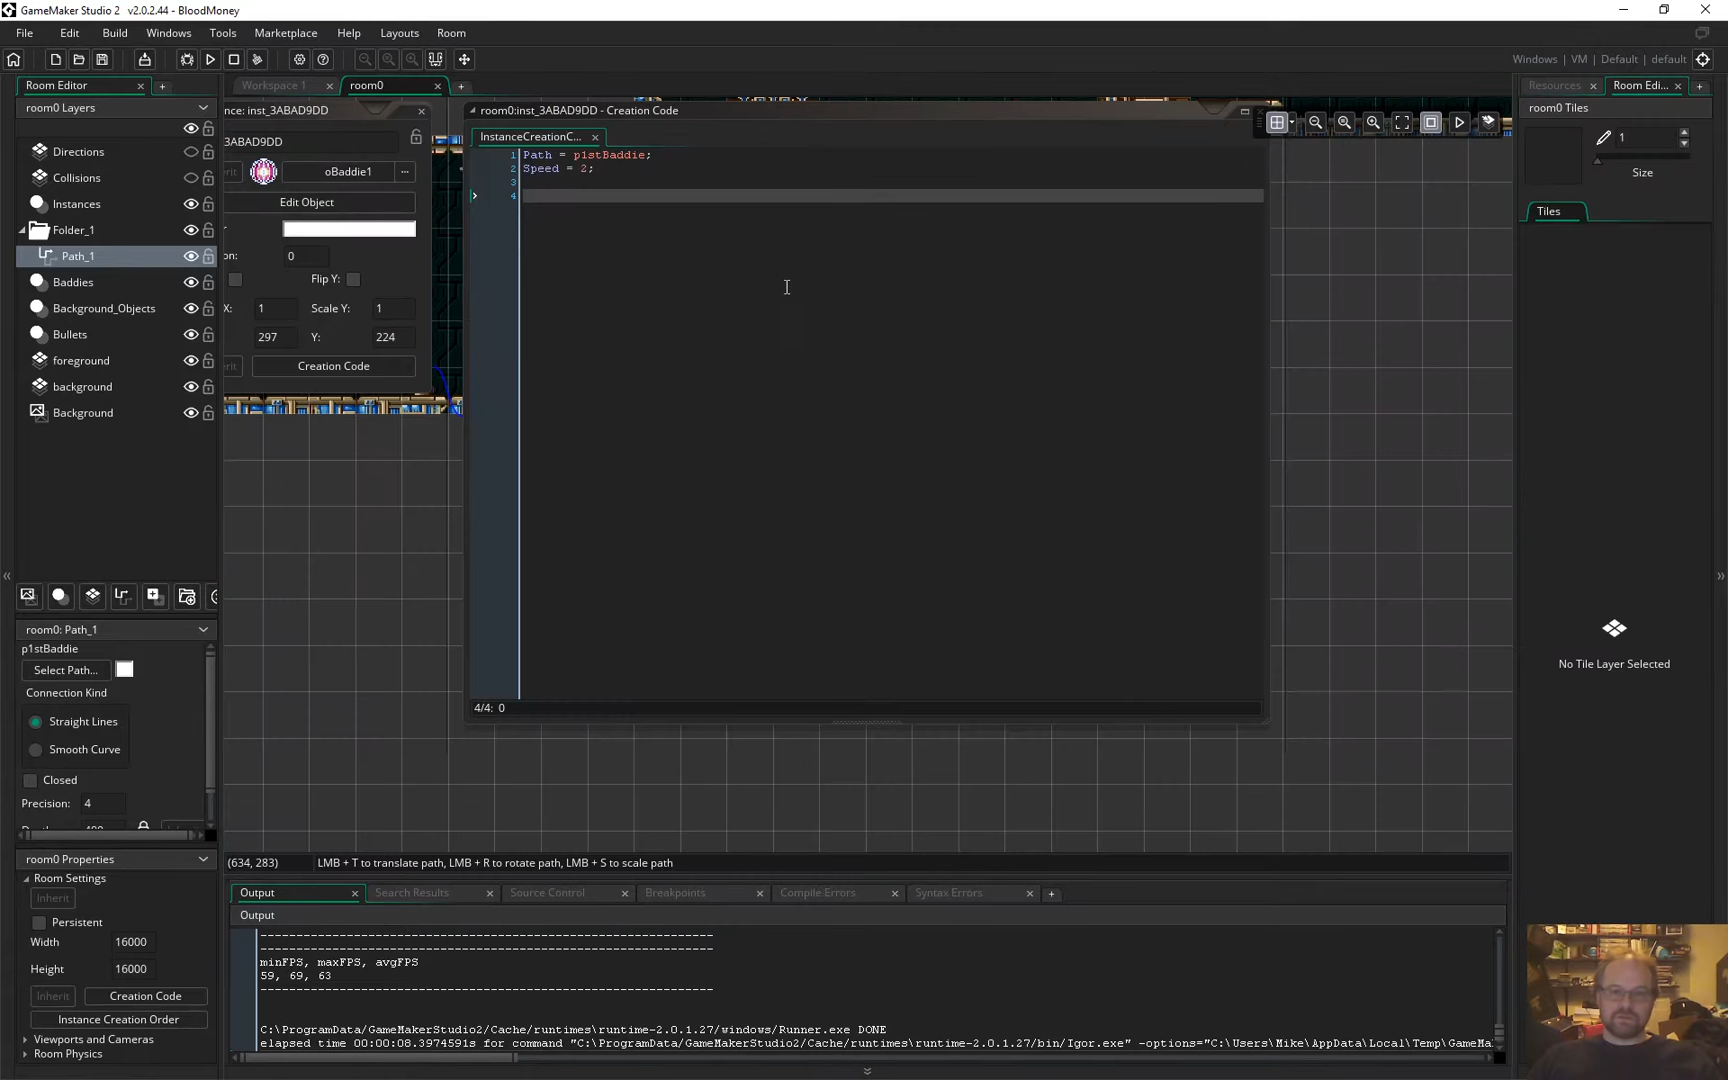 GameMaker Studio 2 v2.0.2.44 - BloodMoney
File Edit Build Windows Tools Marketplace Help Layouts Room
Windows | VM | Default | default
Room Editor
Workspace 1
room0
Resources
Room Edi...
room0 Layers
nce: inst_3ABAD9DD
room0:inst_3ABAD9DD - Creation Code
room0 Tiles
3ABAD9DD
InstanceCreationC...
1
Size
Directions
Collisions
Instances
Folder_1
Path_1
Baddies
Background_Objects
Bullets
foreground
background
Background
oBaddie1
...
Edit Object
r
on: 0
Flip Y:
X: 1 Scale Y: 1
297 Y: 224
erit Creation Code
1 Path = p1stBaddie;
2 Speed = 2;
3
4
4/4: 0
Tiles
No Tile Layer Selected
room0: Path_1
p1stBaddie
Select Path...
Connection Kind
Straight Lines
Smooth Curve
Closed
Precision: 4
room0 Properties
Room Settings
Inherit
Persistent
Width 16000
Height 16000
Inherit Creation Code
Instance Creation Order
Viewports and Cameras
Room Physics
(634, 283) LMB + T to translate path, LMB + R to rotate path, LMB + S to scale path
Output Search Results Source Control Breakpoints Compile Errors Syntax Errors
Output
minFPS, maxFPS, avgFPS
59, 69, 63
C:\ProgramData/GameMakerStudio2/Cache/runtimes\runtime-2.0.1.27/windows/Runner.exe DONE
elapsed time 00:00:08.3974591s for command "C:\ProgramData/GameMakerStudio2/Cache/runtimes\runtime-2.0.1.27/bin/Igor.exe" -options="C:\Users\Mike\AppData\Local\Temp\GameMa